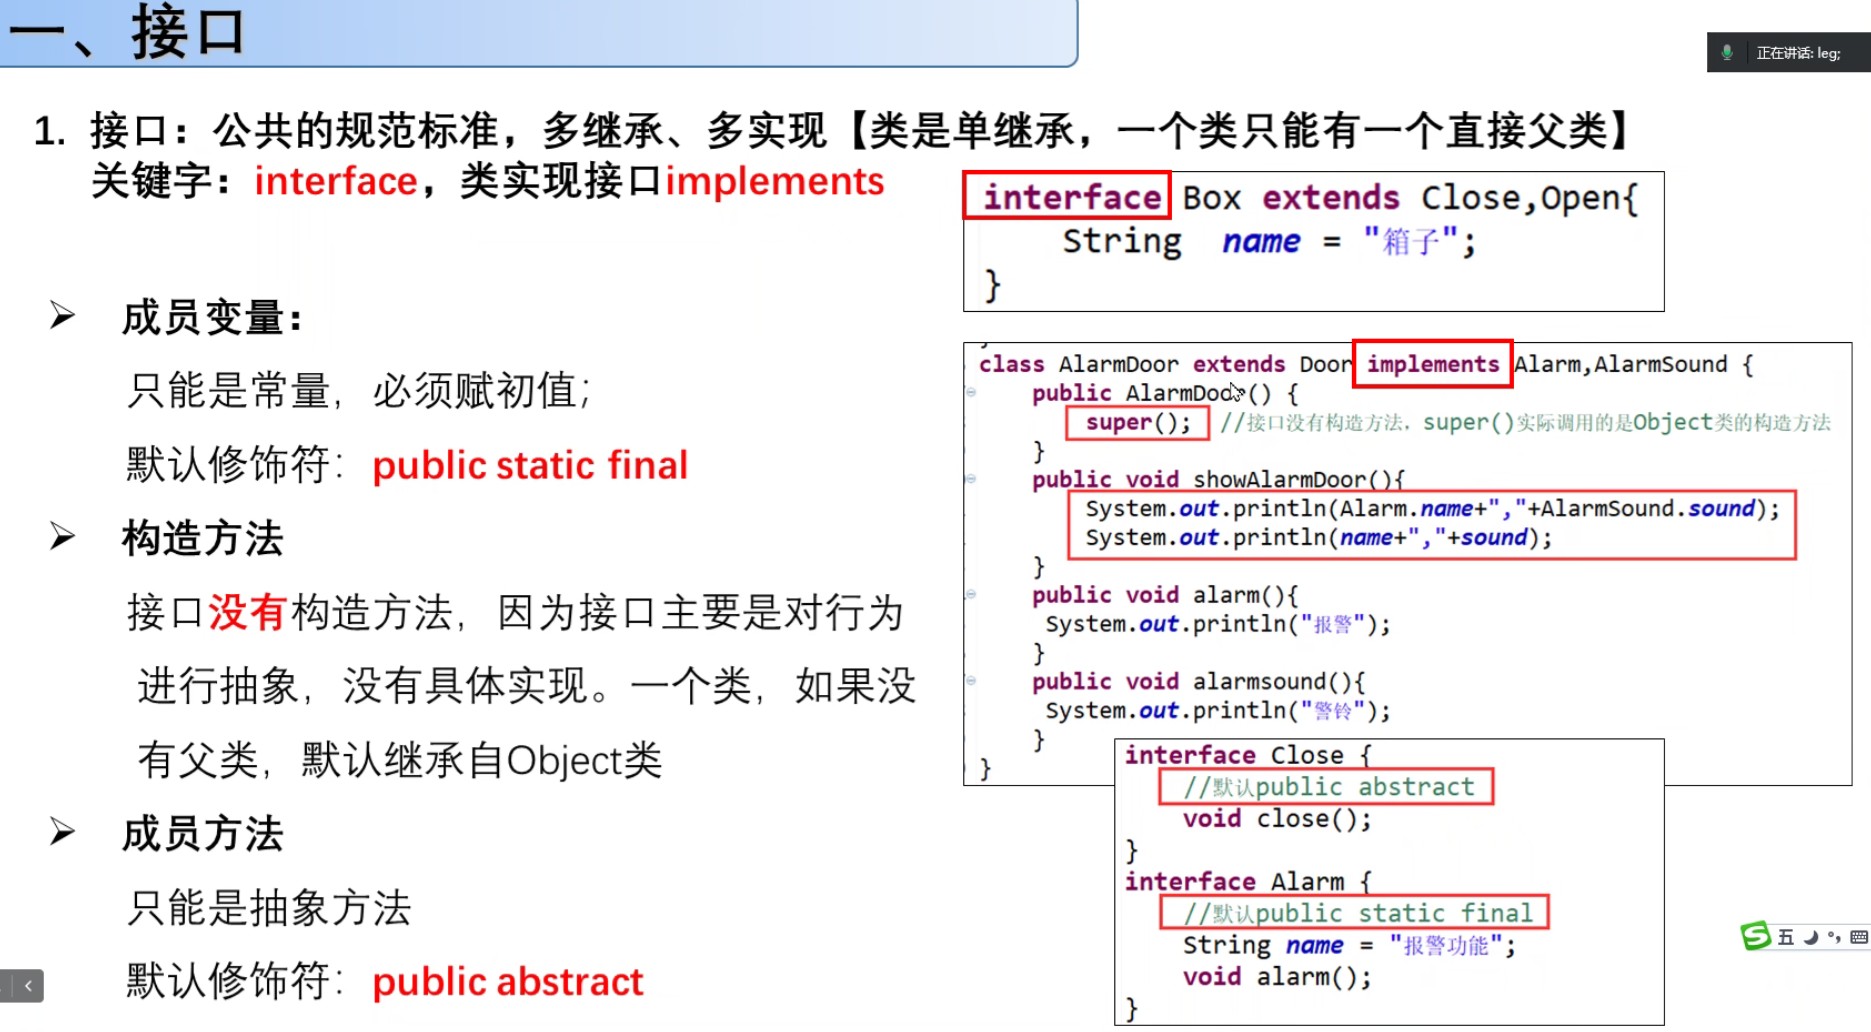 一、接口
正在讲话: leg;
1. 接口：公共的规范标准，多继承、多实现【类是单继承，一个类只能有一个直接父类】
关键字：interface，类实现接口implements
interface Box extends Close,Open{
String name = "箱子";
}
成员变量：
只能是常量，必须赋初值；
默认修饰符：public static final
构造方法
接口没有构造方法，因为接口主要是对行为
进行抽象，没有具体实现。一个类，如果没
有父类，默认继承自Object类
成员方法
只能是抽象方法
默认修饰符：public abstract
class AlarmDoor extends Door implements Alarm,AlarmSound {
public AlarmDoor() {
super(); //接口没有构造方法，super()实际调用的是Object类的构造方法
}
public void showAlarmDoor(){
System.out.println(Alarm.name+","+AlarmSound.sound);
System.out.println(name+","+sound);
}
public void alarm(){
System.out.println("报警");
}
public void alarmsound(){
System.out.println("警铃");
}
}
interface Close {
//默认public abstract
void close();
}
interface Alarm {
//默认public static final
String name = "报警功能";
void alarm();
}
S 五